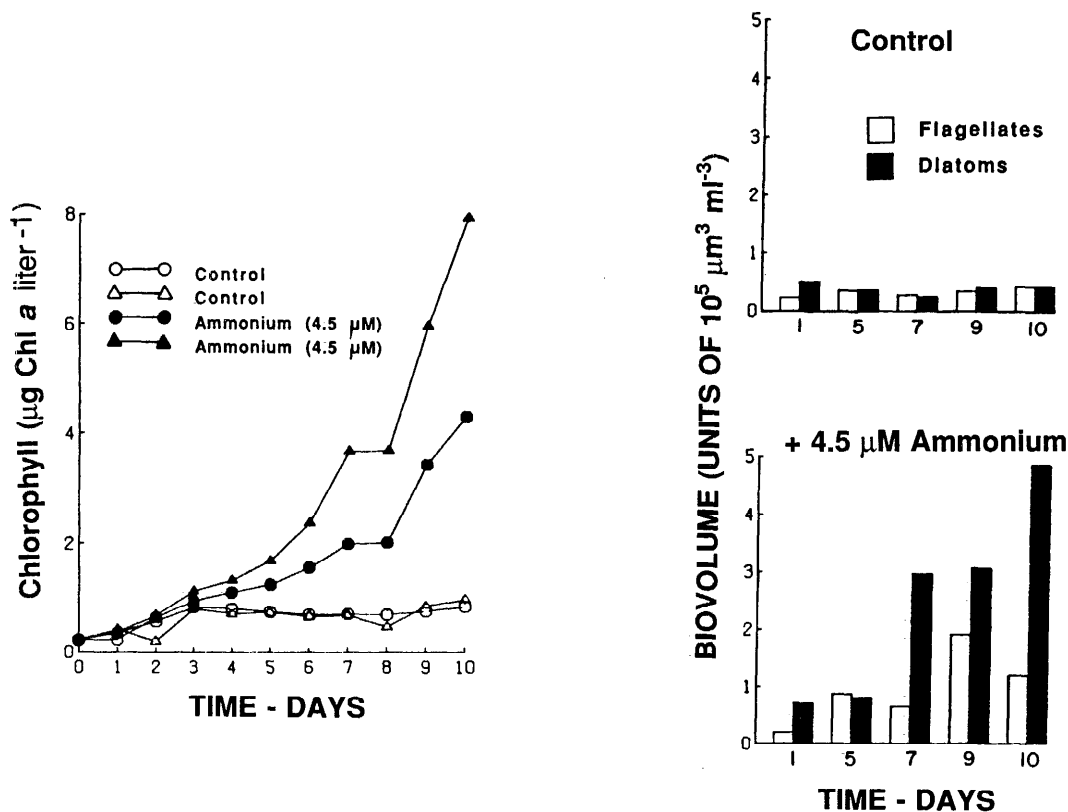 Chlorophyll (μg Chl a liter -1)
8
6
4
2
0
Control
Control
Ammonium (4.5 μM)
Ammonium (4.5 μM)
0 1 2 3 4 5 6 7 8 9 10
TIME - DAYS
BIOVOLUME (UNITS OF 10⁵ μm³ ml⁻³)
Control
5
4
3
2
1
0
Flagellates
Diatoms
1 5 7 9 10
+ 4.5 μM Ammonium
5
4
3
2
1
0
1 5 7 9 10
TIME - DAYS